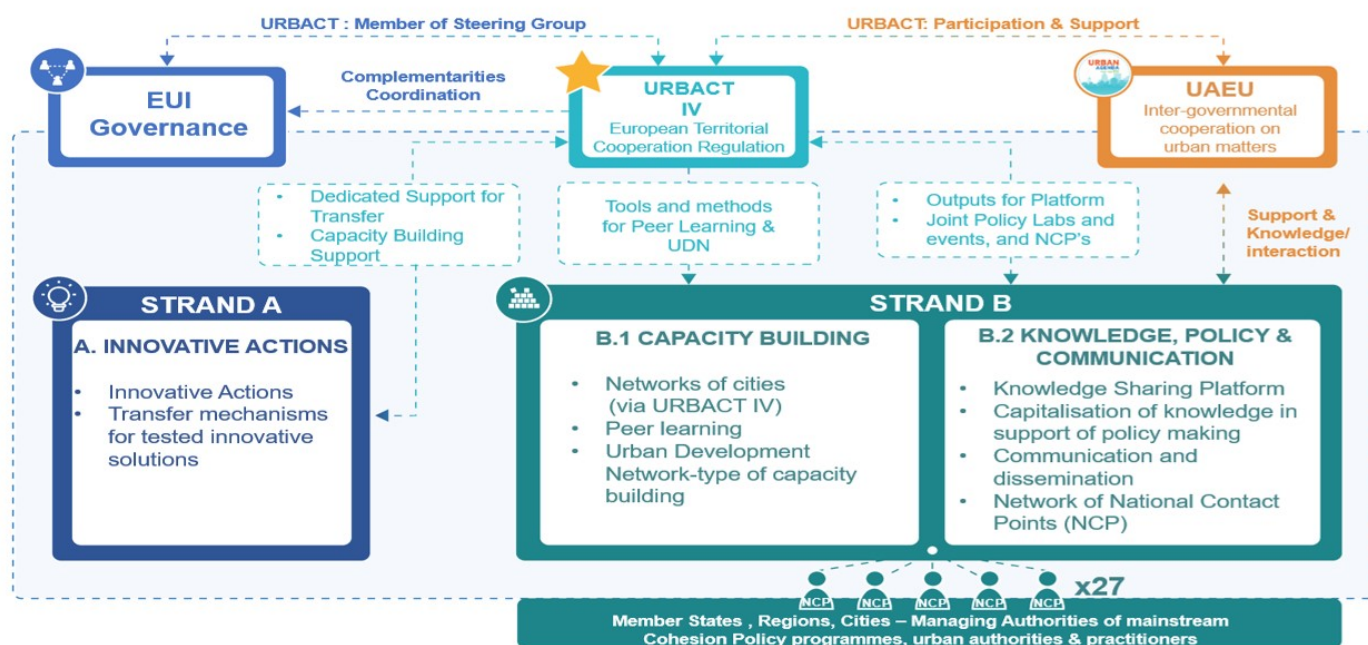 URBACT : Member of Steering Group
URBACT: Participation & Support
EUI
Governance
Complementarities
Coordination
URBACT
IV
European Territorial
Cooperation Regulation
URBAN
AGENDA
UAEU
Inter-governmental
cooperation on
urban matters
• Dedicated Support for
Transfer
• Capacity Building
Support
Tools and methods
for Peer Learning &
UDN
• Outputs for Platform
• Joint Policy Labs and
events, and NCP's
Support &
Knowledge/
interaction
STRAND A
A. INNOVATIVE ACTIONS
• Innovative Actions
• Transfer mechanisms
for tested innovative
solutions
STRAND B
B.1 CAPACITY BUILDING
• Networks of cities
(via URBACT IV)
• Peer learning
• Urban Development
Network-type of capacity
building
B.2 KNOWLEDGE, POLICY &
COMMUNICATION
• Knowledge Sharing Platform
• Capitalisation of knowledge in
support of policy making
• Communication and
dissemination
• Network of National Contact
Points (NCP)
NCP NCP NCP NCP NCP x27
Member States , Regions, Cities – Managing Authorities of mainstream
Cohesion Policy programmes, urban authorities & practitioners